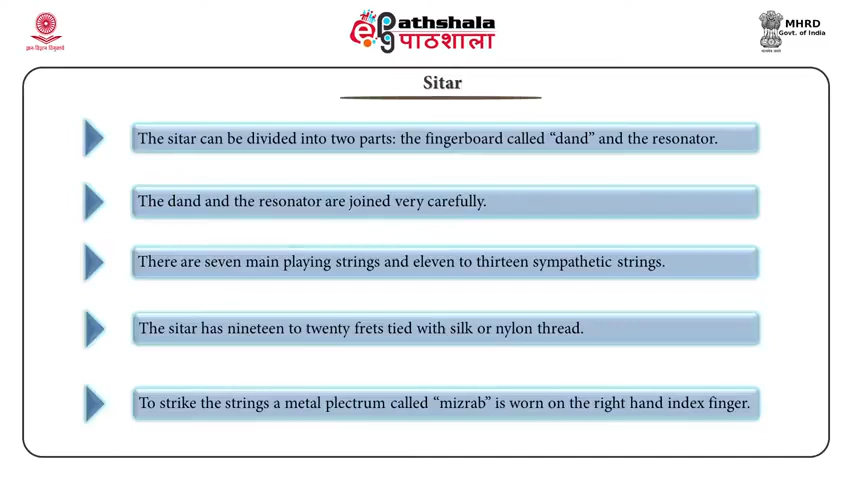 Pathshala
पाठशाला
MHRD
Govt. of India
Sitar
The sitar can be divided into two parts: the fingerboard called “dand” and the resonator.
The dand and the resonator are joined very carefully.
There are seven main playing strings and eleven to thirteen sympathetic strings.
The sitar has nineteen to twenty frets tied with silk or nylon thread.
To strike the strings a metal plectrum called “mizrab” is worn on the right hand index finger.